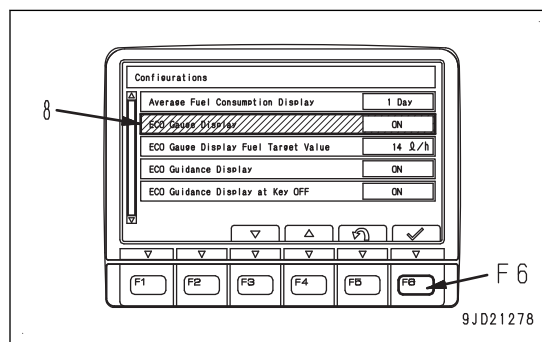 Configurations
Average Fuel Consumption Display 1 Day
8
ECO Gauge Display ON
ECO Gauge Display Fuel Target Value 14 ℓ/h
ECO Guidance Display ON
ECO Guidance Display at Key OFF ON
F1 F2 F3 F4 F5 F6
F6
9JD21278